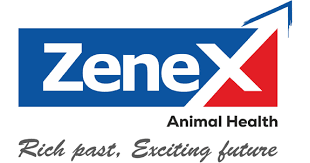 ZeneX
Animal Health
Rich past, Exciting future